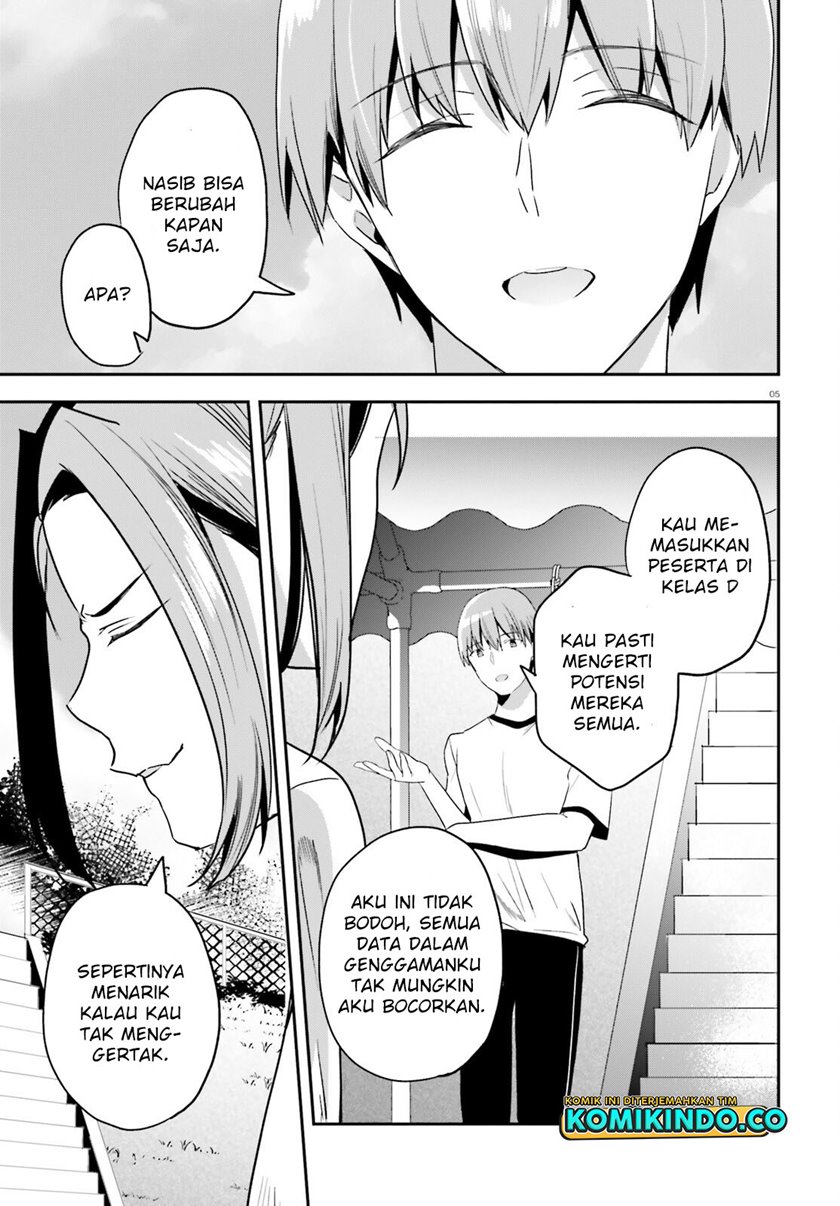 NASIB BISA
BERUBAH
KAPAN
SAJA.
APA?
05
KAU ME-
MASUKKAN
PESERTA DI
KELAS D
KAU PASTI
MENGERTI
POTENSI
MEREKA
SEMUA.
AKU INI TIDAK
BODOH, SEMUA
DATA DALAM
GENGGAMANKU
TAK MUNGKIN
AKU BOCORKAN.
SEPERTINYA
MENARIK
KALAU KAU
TAK MENG-
GERTAK.
KOMIK INI DITERJEMAHKAN TIM
KOMIKINDO.CO